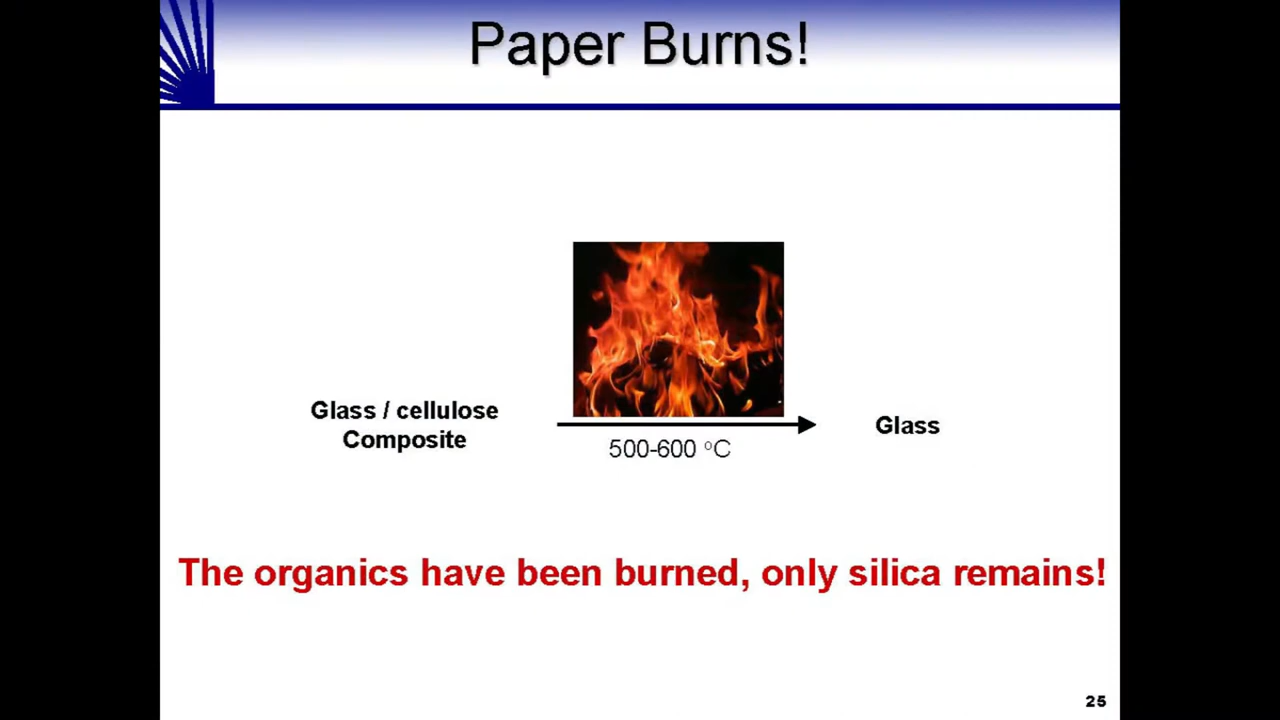 Paper Burns!
Glass / cellulose
Composite
500-600 °C
Glass
The organics have been burned, only silica remains!
25